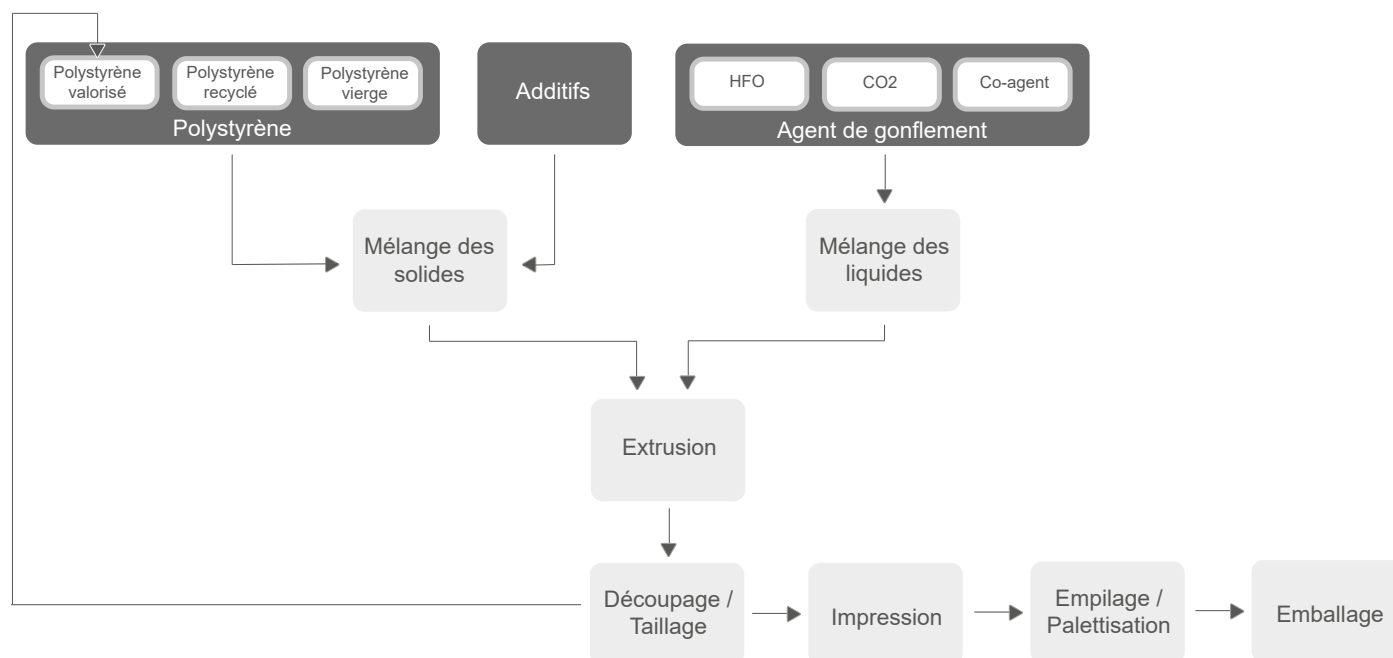 Polystyrène
valorisé
Polystyrène
recyclé
Polystyrène
vierge
Polystyrène
Additifs
HFO
CO2
Co-agent
Agent de gonflement
Mélange des
solides
Mélange des
liquides
Extrusion
Découpage /
Taillage
Impression
Empilage /
Palettisation
Emballage